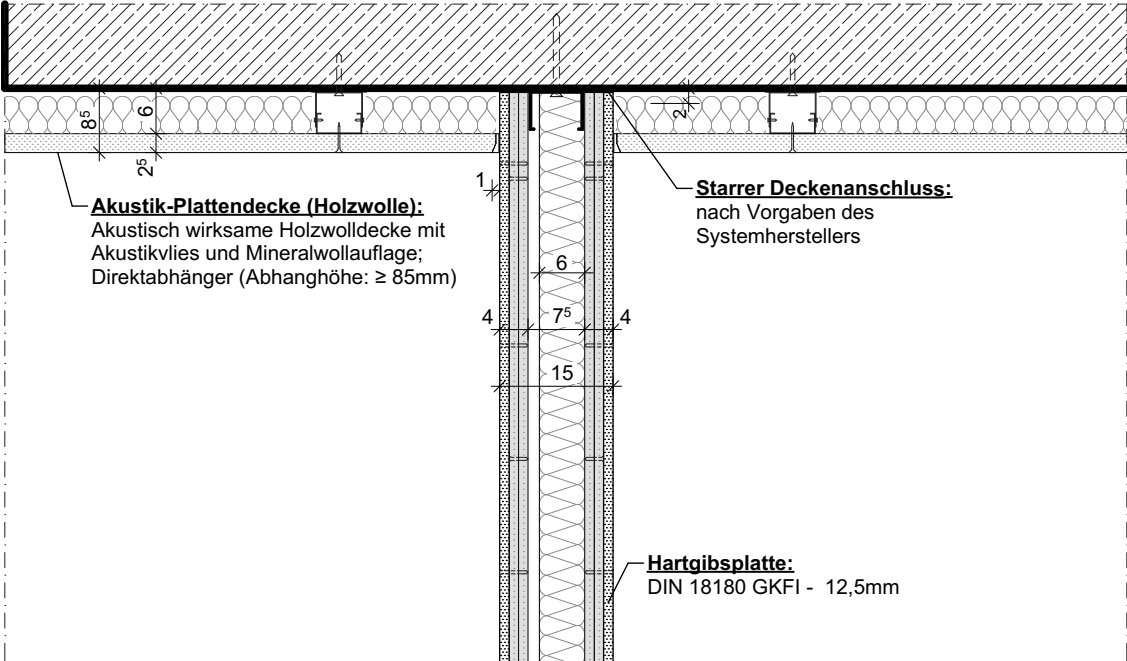 8⁵
6
2⁵
2
1
Akustik-Plattendecke (Holzwolle):
Akustisch wirksame Holzwolldecke mit
Akustikvlies und Mineralwollauflage;
Direktabhänger (Abhanghöhe: ≥ 85mm)
Starrer Deckenanschluss:
nach Vorgaben des
Systemherstellers
6
4 7⁵ 4
15
Hartgibsplatte:
DIN 18180 GKFI - 12,5mm